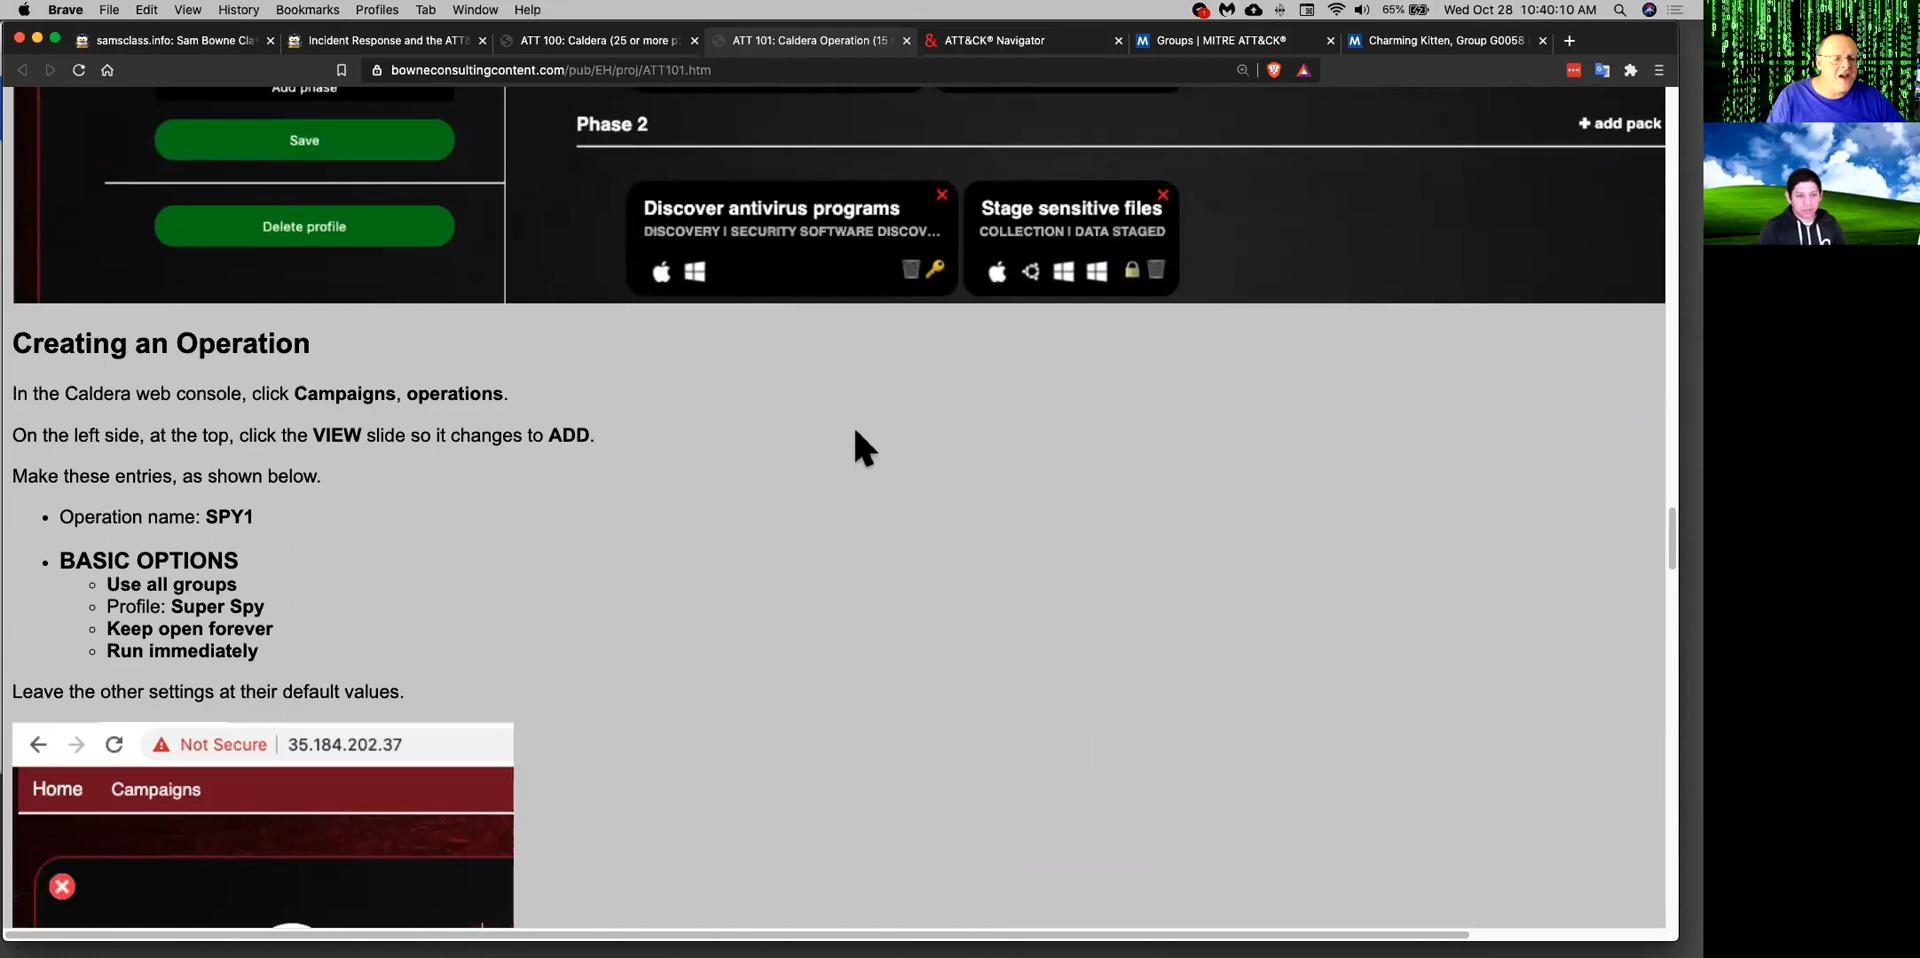 Brave File Edit View History Bookmarks Profiles Tab Window Help 65% Wed Oct 28 10:40:10 AM
samsclass.info: Sam Bowne Cla Incident Response and the ATT& ATT 100: Caldera (25 or more p ATT 101: Caldera Operation (15 ATT&CK® Navigator Groups | MITRE ATT&CK® Charming Kitten, Group G0058
bowneconsultingcontent.com/pub/EH/proj/ATT101.htm
Add phase
Save
Delete profile
Phase 2
+ add pack
Discover antivirus programs
DISCOVERY | SECURITY SOFTWARE DISCOV...
Stage sensitive files
COLLECTION | DATA STAGED
Creating an Operation
In the Caldera web console, click Campaigns, operations.
On the left side, at the top, click the VIEW slide so it changes to ADD.
Make these entries, as shown below.
• Operation name: SPY1
• BASIC OPTIONS
◦ Use all groups
◦ Profile: Super Spy
◦ Keep open forever
◦ Run immediately
Leave the other settings at their default values.
Not Secure | 35.184.202.37
Home Campaigns